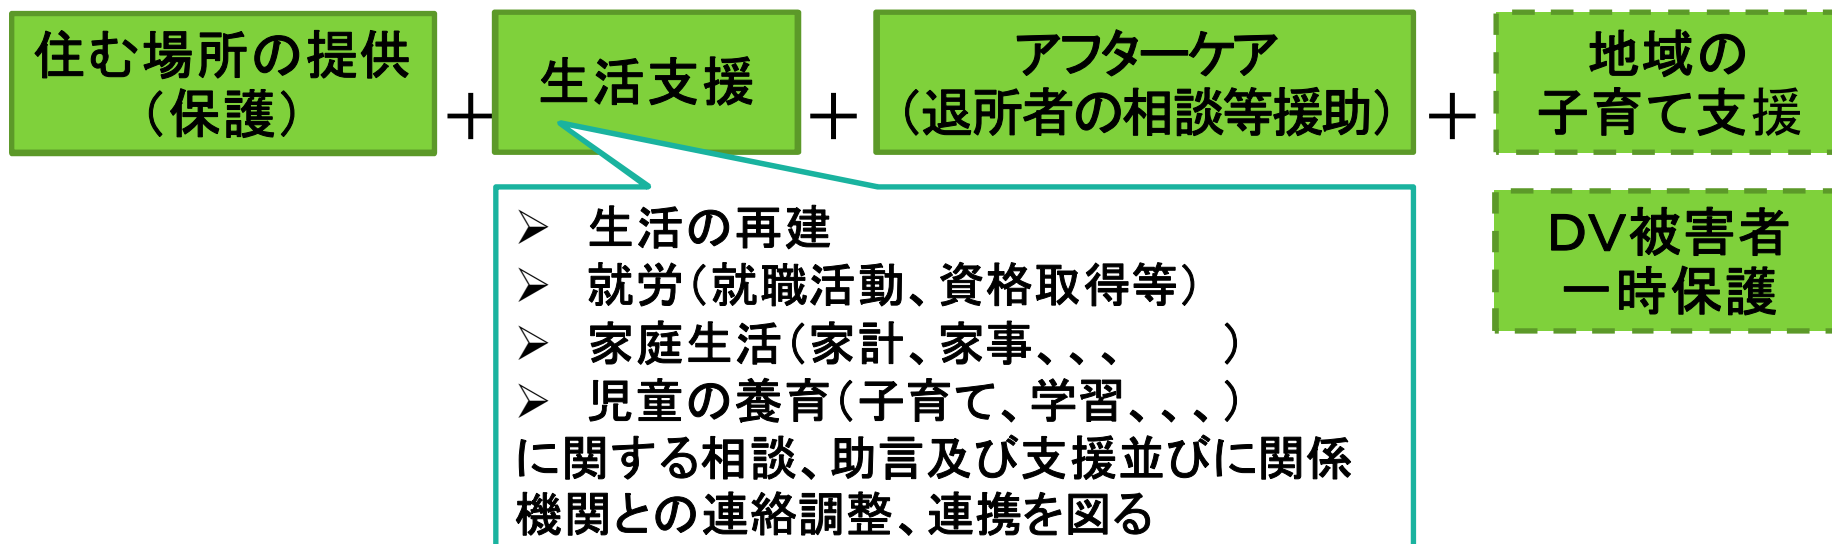 住む場所の提供
（保護）
＋
生活支援
＋
アフターケア
（退所者の相談等援助）
＋
地域の
子育て支援
DV被害者
一時保護
➢ 生活の再建
➢ 就労（就職活動、資格取得等）
➢ 家庭生活（家計、家事、、、　　）
➢ 児童の養育（子育て、学習、、、）
に関する相談、助言及び支援並びに関係
機関との連絡調整、連携を図る